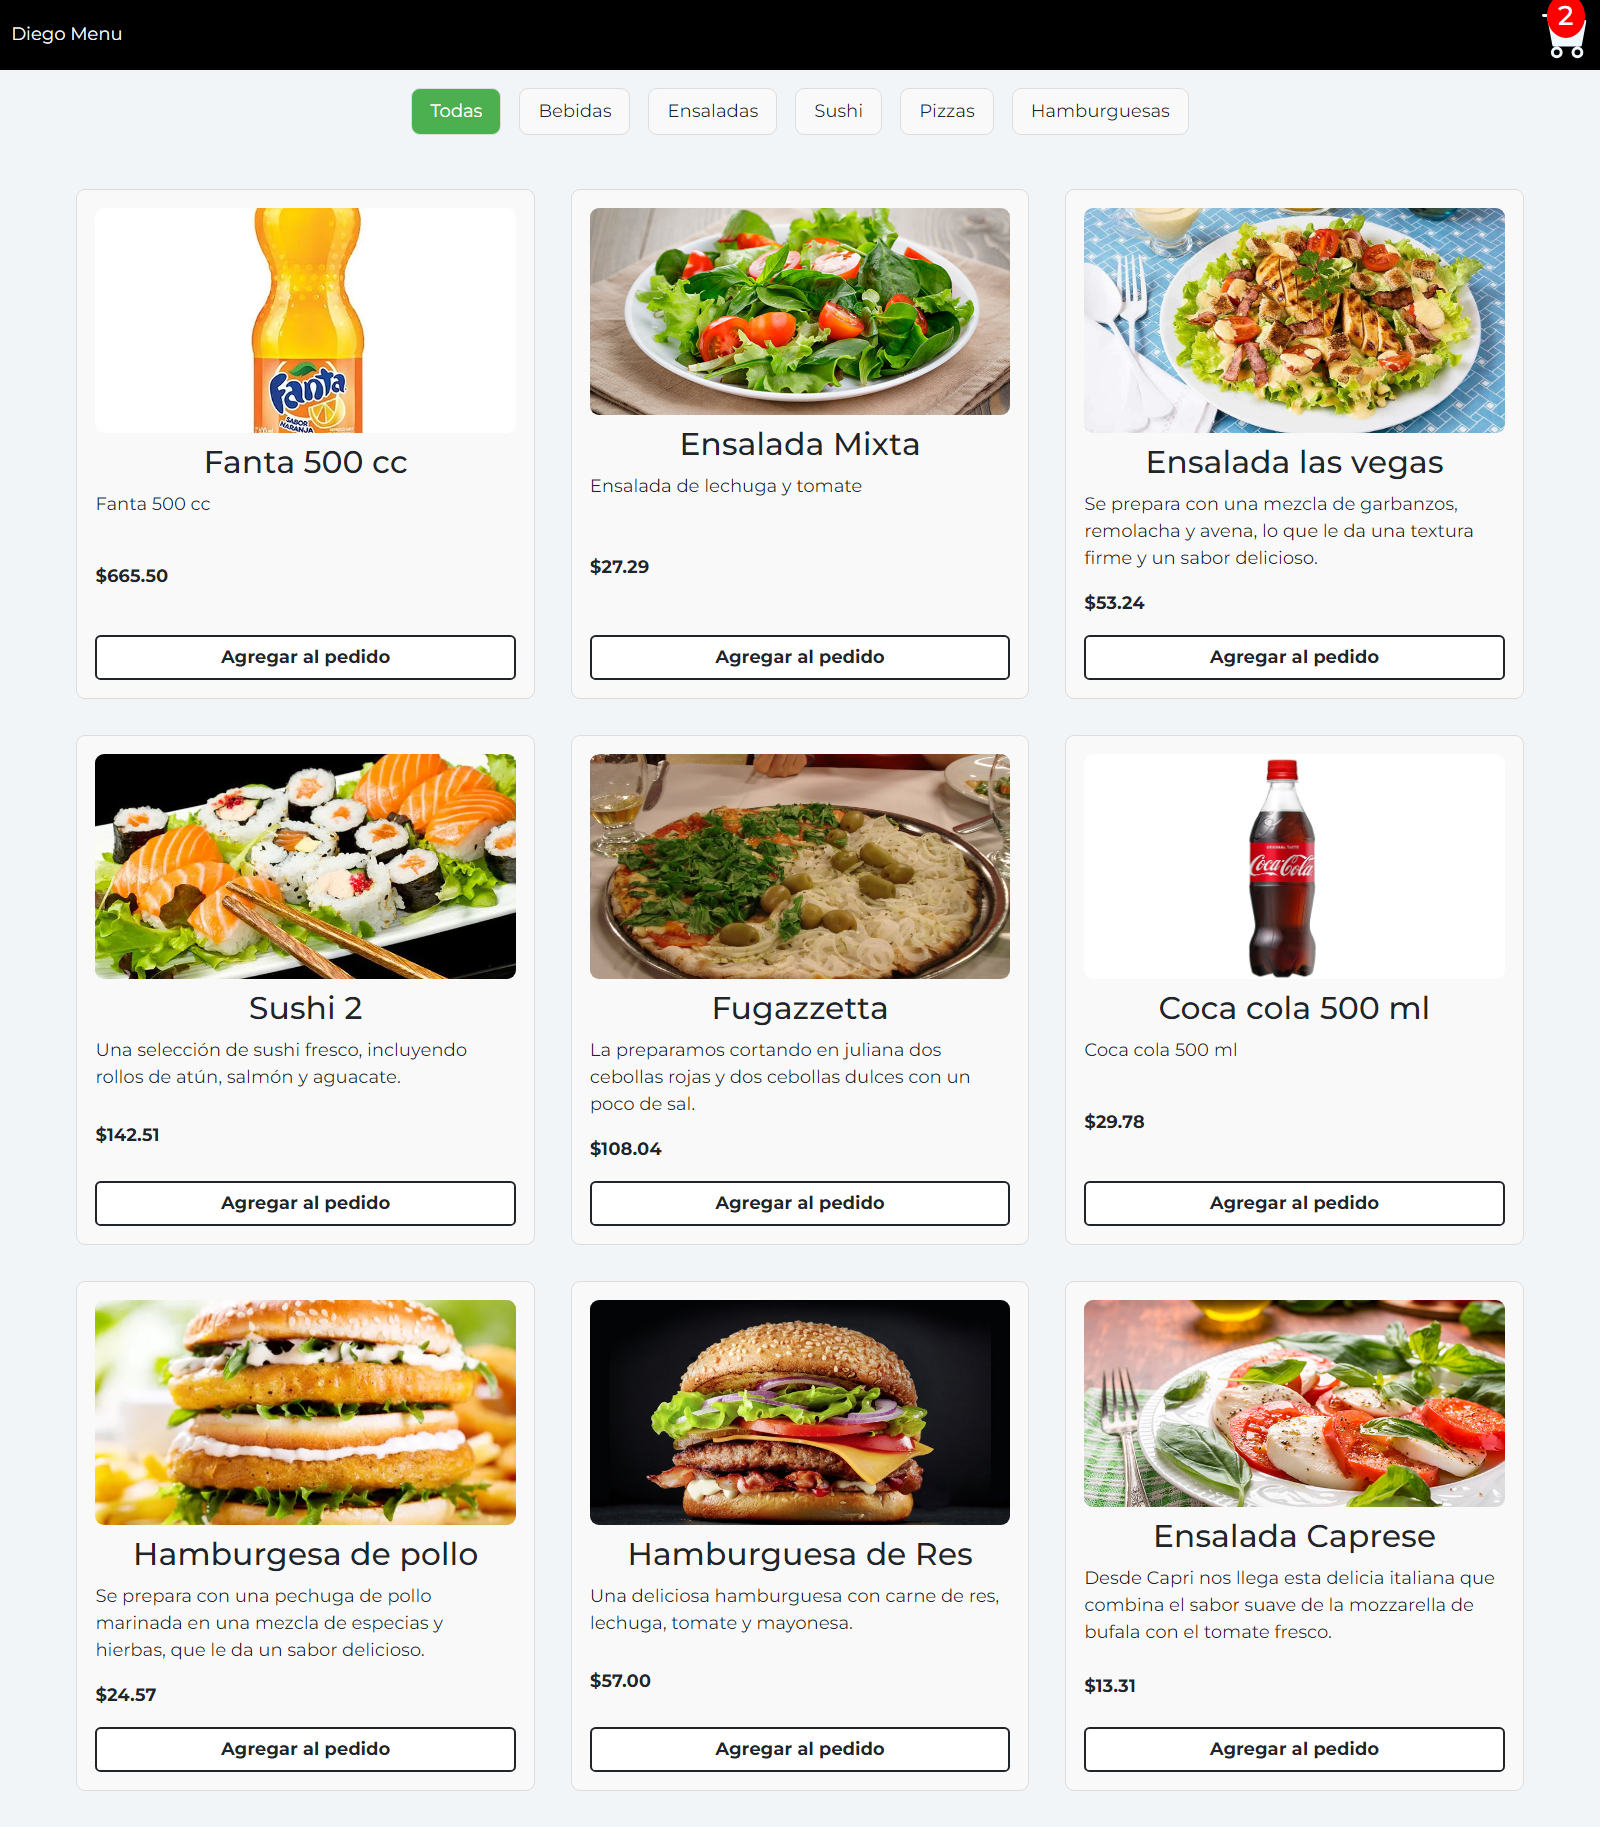 Diego Menu
2
Todas
Bebidas
Ensaladas
Sushi
Pizzas
Hamburguesas
Fanta
SABOR
NARANJA
Fanta 500 cc
Fanta 500 cc
$665.50
Agregar al pedido
Ensalada Mixta
Ensalada de lechuga y tomate
$27.29
Agregar al pedido
Ensalada las vegas
Se prepara con una mezcla de garbanzos,
remolacha y avena, lo que le da una textura
firme y un sabor delicioso.
$53.24
Agregar al pedido
Sushi 2
Una selección de sushi fresco, incluyendo
rollos de atún, salmón y aguacate.
$142.51
Agregar al pedido
Fugazzetta
La preparamos cortando en juliana dos
cebollas rojas y dos cebollas dulces con un
poco de sal.
$108.04
Agregar al pedido
ORIGINAL TASTE
Coca-Cola
Coca cola 500 ml
Coca cola 500 ml
$29.78
Agregar al pedido
Hamburgesa de pollo
Se prepara con una pechuga de pollo
marinada en una mezcla de especias y
hierbas, que le da un sabor delicioso.
$24.57
Agregar al pedido
Hamburguesa de Res
Una deliciosa hamburguesa con carne de res,
lechuga, tomate y mayonesa.
$57.00
Agregar al pedido
Ensalada Caprese
Desde Capri nos llega esta delicia italiana que
combina el sabor suave de la mozzarella de
bufala con el tomate fresco.
$13.31
Agregar al pedido